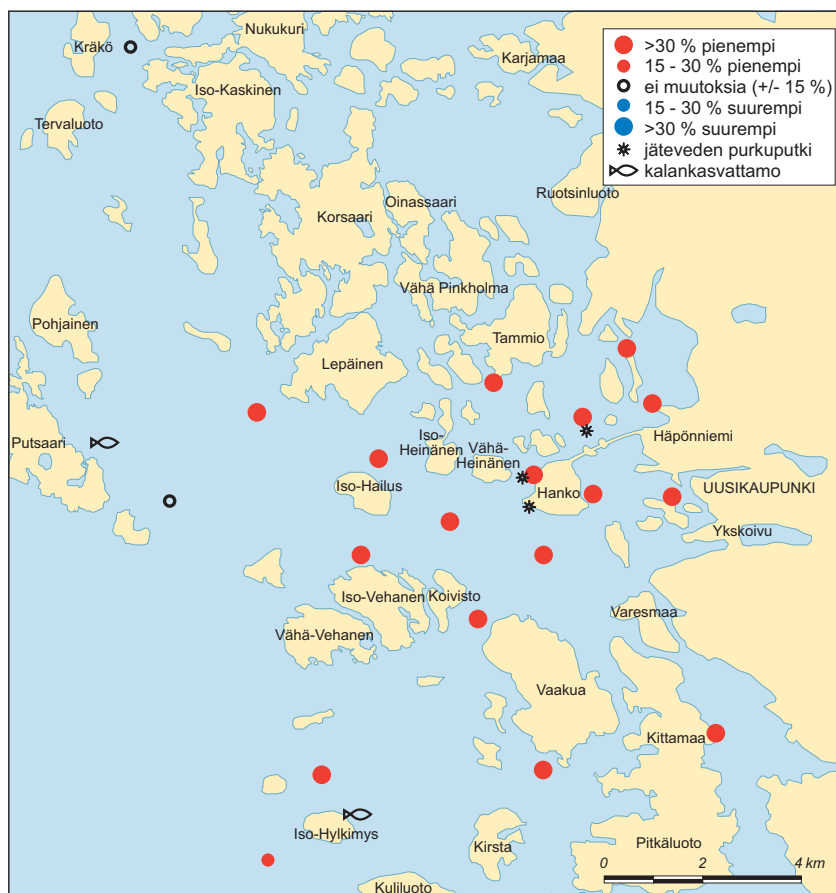 Nukukuri
Kräkö
Karjamaa
Iso-Kaskinen
Tervaluoto
>30 % pienempi
15 - 30 % pienempi
ei muutoksia (+/- 15 %)
15 - 30 % suurempi
>30 % suurempi
jäteveden purkuputki
kalankasvattamo
Ruotsinluoto
Oinassaari
Korsaari
Vähä Pinkholma
Pohjainen
Tammio
Lepäinen
Putsaari
Iso-
Heinänen
Vähä-
Heinänen
Häpönniemi
Iso-Hailus
Hanko
UUSIKAUPUNKI
Ykskoivu
Iso-Vehanen
Koivisto
Varesmaa
Vähä-Vehanen
Vaakua
Kittamaa
Iso-Hylkimys
Kirsta
Pitkäluoto
Kuliluoto
0 2 4 km